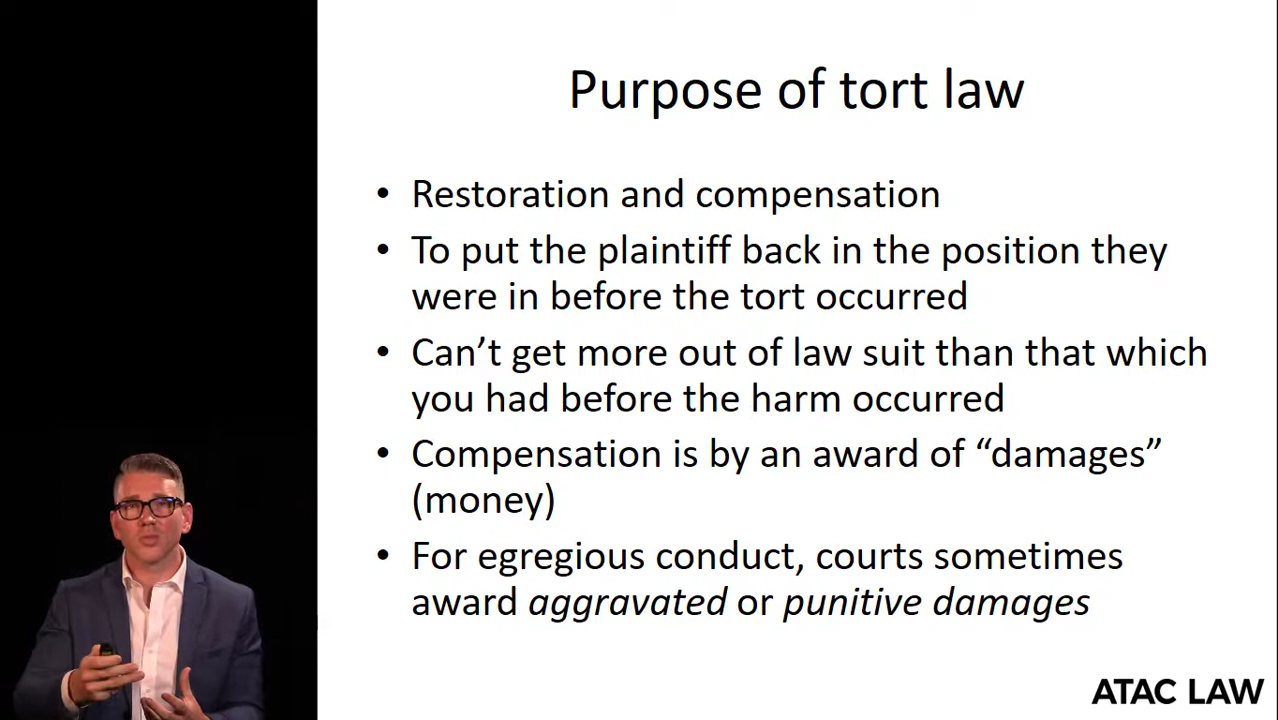 Purpose of tort law
• Restoration and compensation
• To put the plaintiff back in the position they
were in before the tort occurred
• Can’t get more out of law suit than that which
you had before the harm occurred
• Compensation is by an award of “damages”
(money)
• For egregious conduct, courts sometimes
award aggravated or punitive damages
ATAC LAW